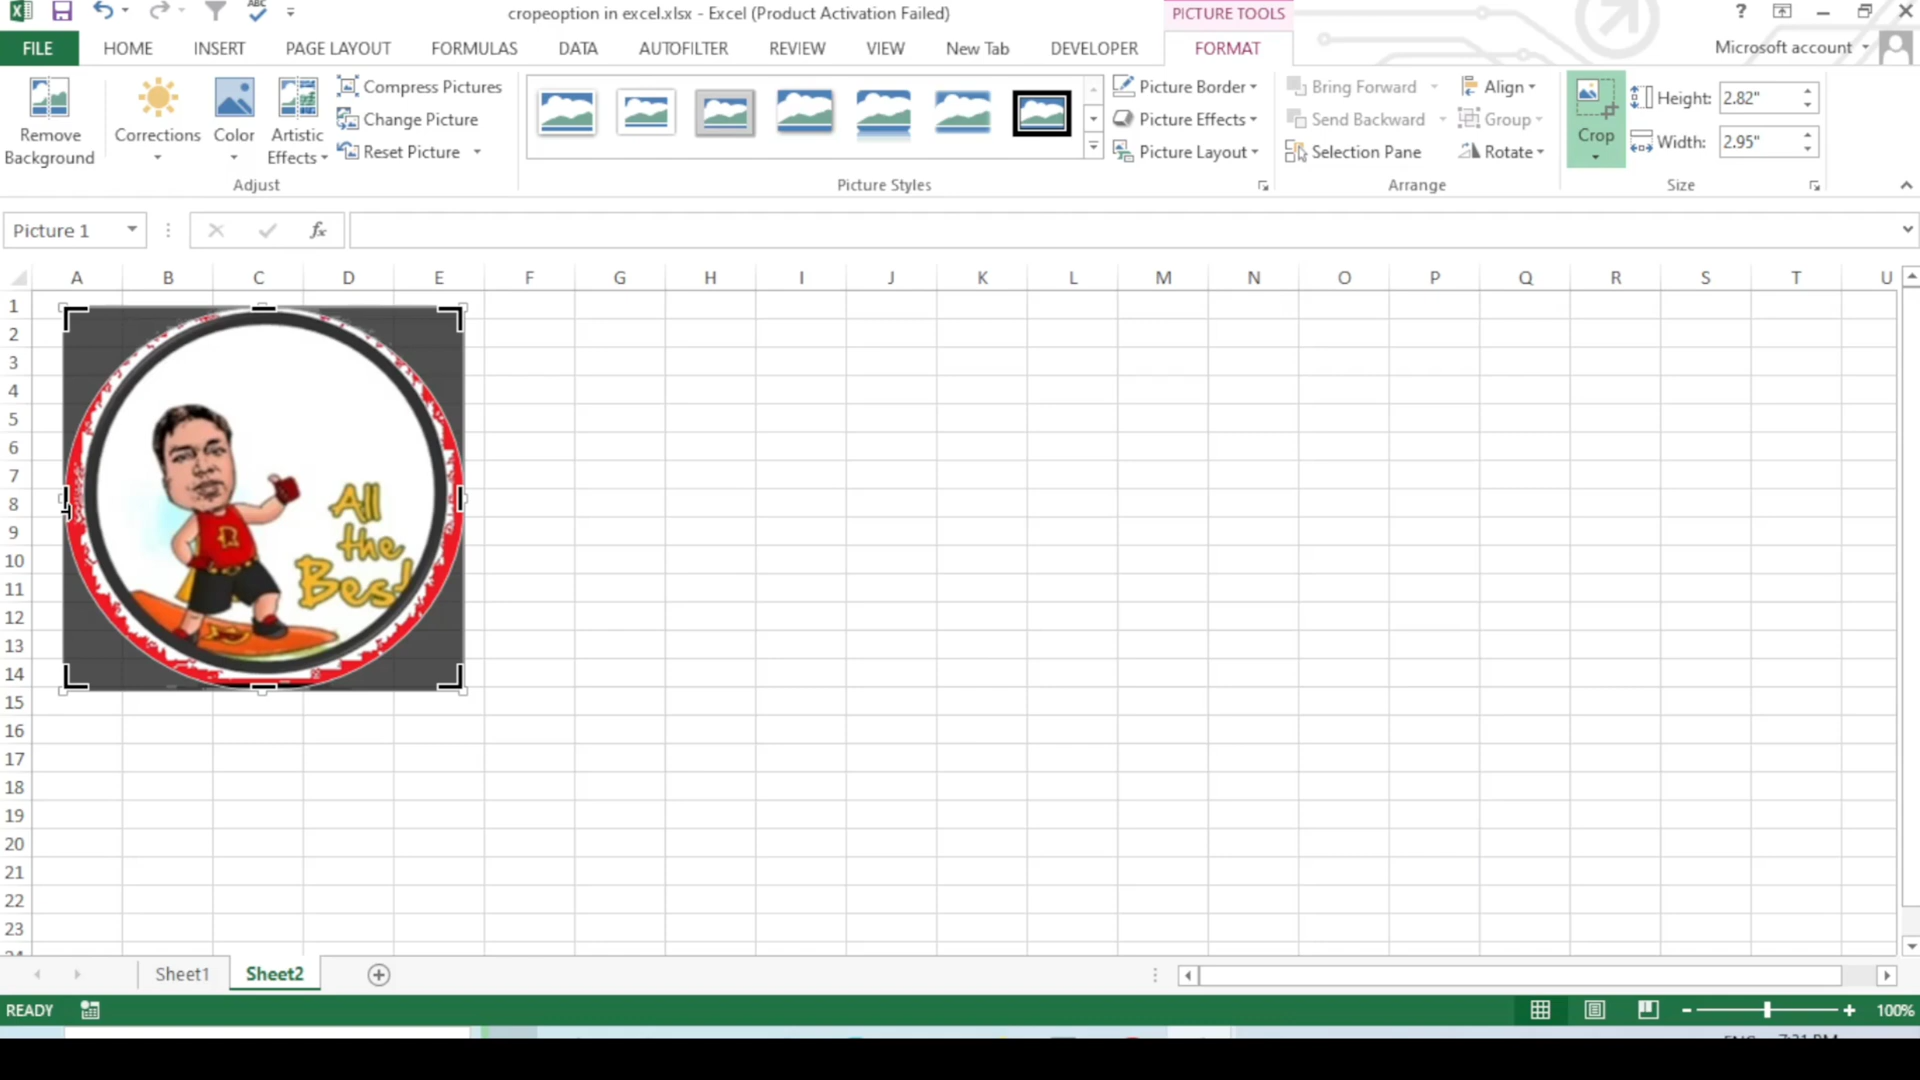 ABC
cropeoption in excel.xlsx - Excel (Product Activation Failed)
PICTURE TOOLS
?
FILE
HOME
INSERT
PAGE LAYOUT
FORMULAS
DATA
AUTOFILTER
REVIEW
VIEW
New Tab
DEVELOPER
FORMAT
Microsoft account
Remove
Background
Corrections
Color
Artistic
Effects
Compress Pictures
Change Picture
Reset Picture
Adjust
Picture Styles
Picture Border
Picture Effects
Picture Layout
Bring Forward
Send Backward
Selection Pane
Align
Group
Rotate
Arrange
Crop
Height: 2.82"
Width: 2.95"
Size
Picture 1
fx
A B C D E F G H I J K L M N O P Q R S T U
1
2
3
4
5
6
7
8
9
10
11
12
13
14
15
16
17
18
19
20
21
22
23
All
the
Best
Sheet1
Sheet2
READY
100%